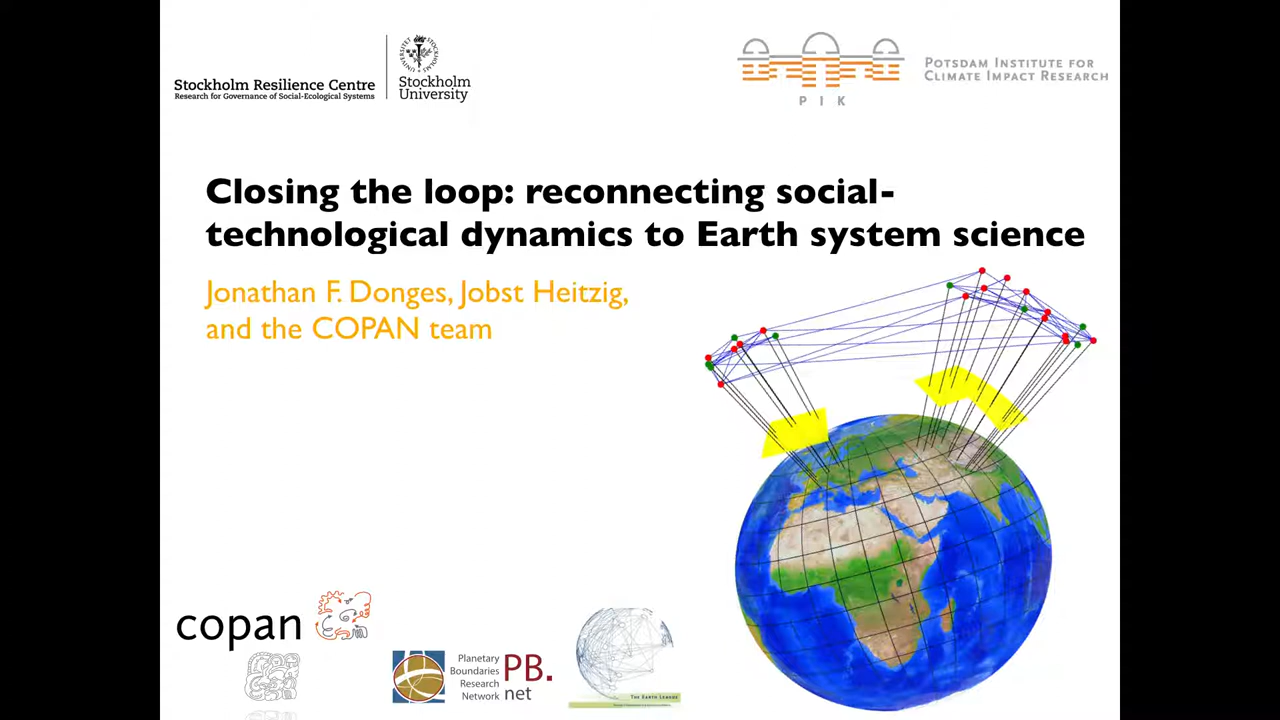 Stockholm Resilience Centre
Research for Governance of Social-Ecological Systems
Stockholm
University
POTSDAM INSTITUTE FOR
CLIMATE IMPACT RESEARCH
P I K
Closing the loop: reconnecting social-
technological dynamics to Earth system science
Jonathan F. Donges, Jobst Heitzig,
and the COPAN team
copan
Planetary
Boundaries
Research
Network
PB.
net
THE EARTH LEAGUE